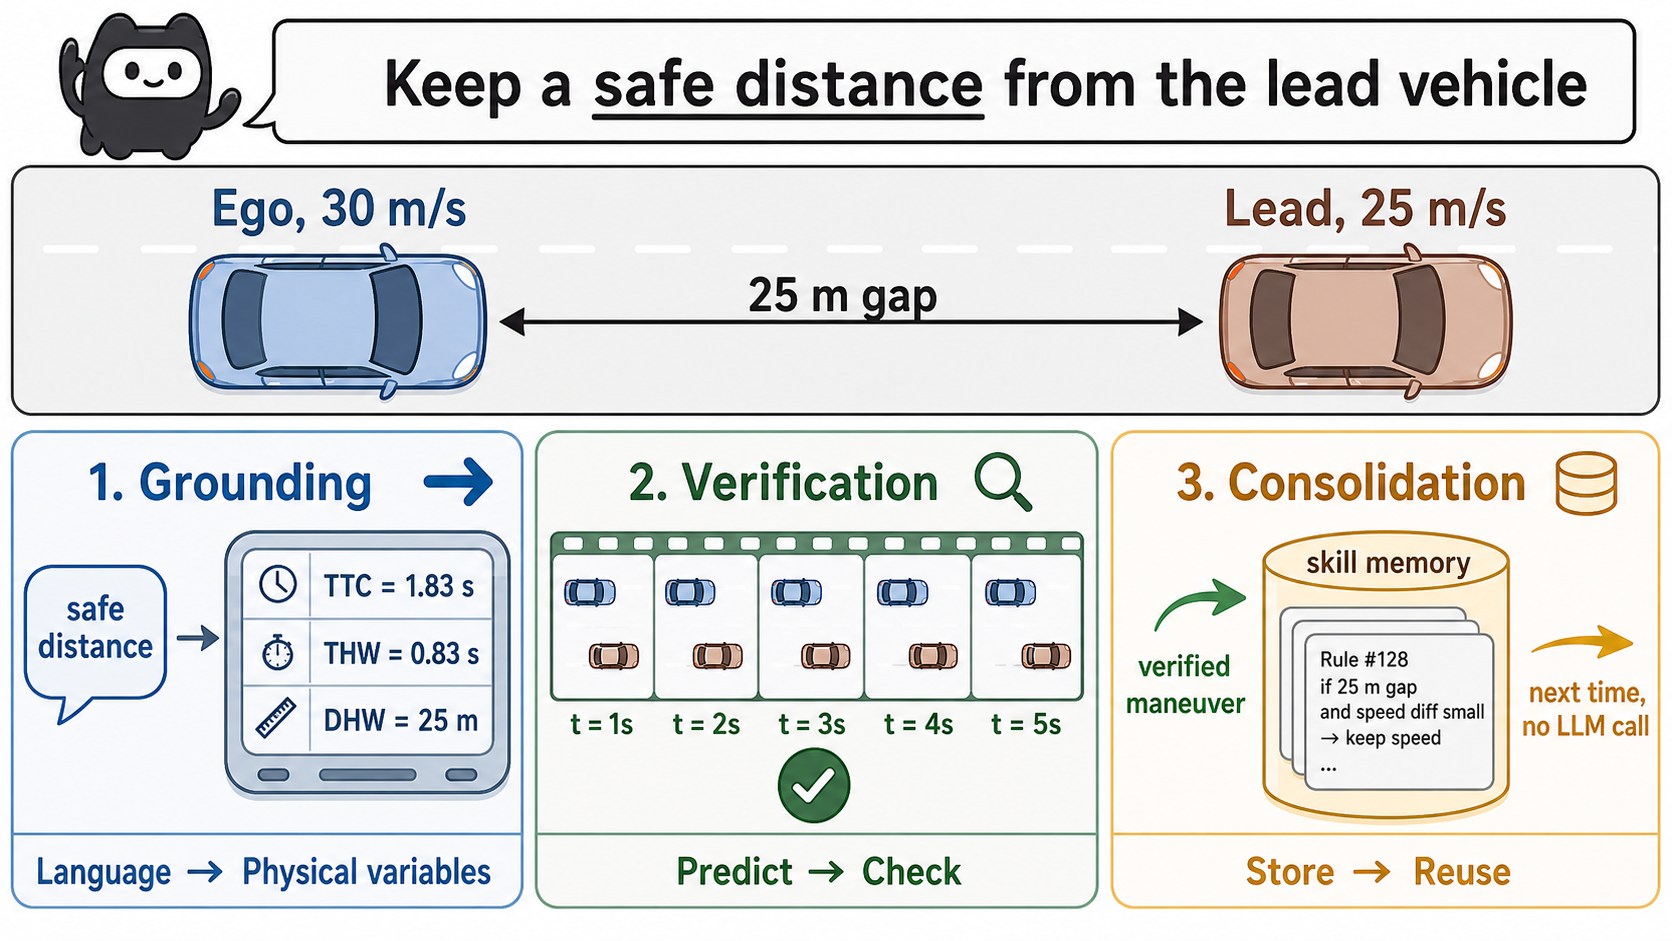 Keep a safe distance from the lead vehicle
Ego, 30 m/s
Lead, 25 m/s
25 m gap
1. Grounding
safe
distance
TTC = 1.83 s
THW = 0.83 s
DHW = 25 m
Language → Physical variables
2. Verification
t = 1s
t = 2s
t = 3s
t = 4s
t = 5s
Predict → Check
3. Consolidation
skill memory
verified
maneuver
Rule #128
if 25 m gap
and speed diff small
→ keep speed
...
next time,
no LLM call
Store → Reuse